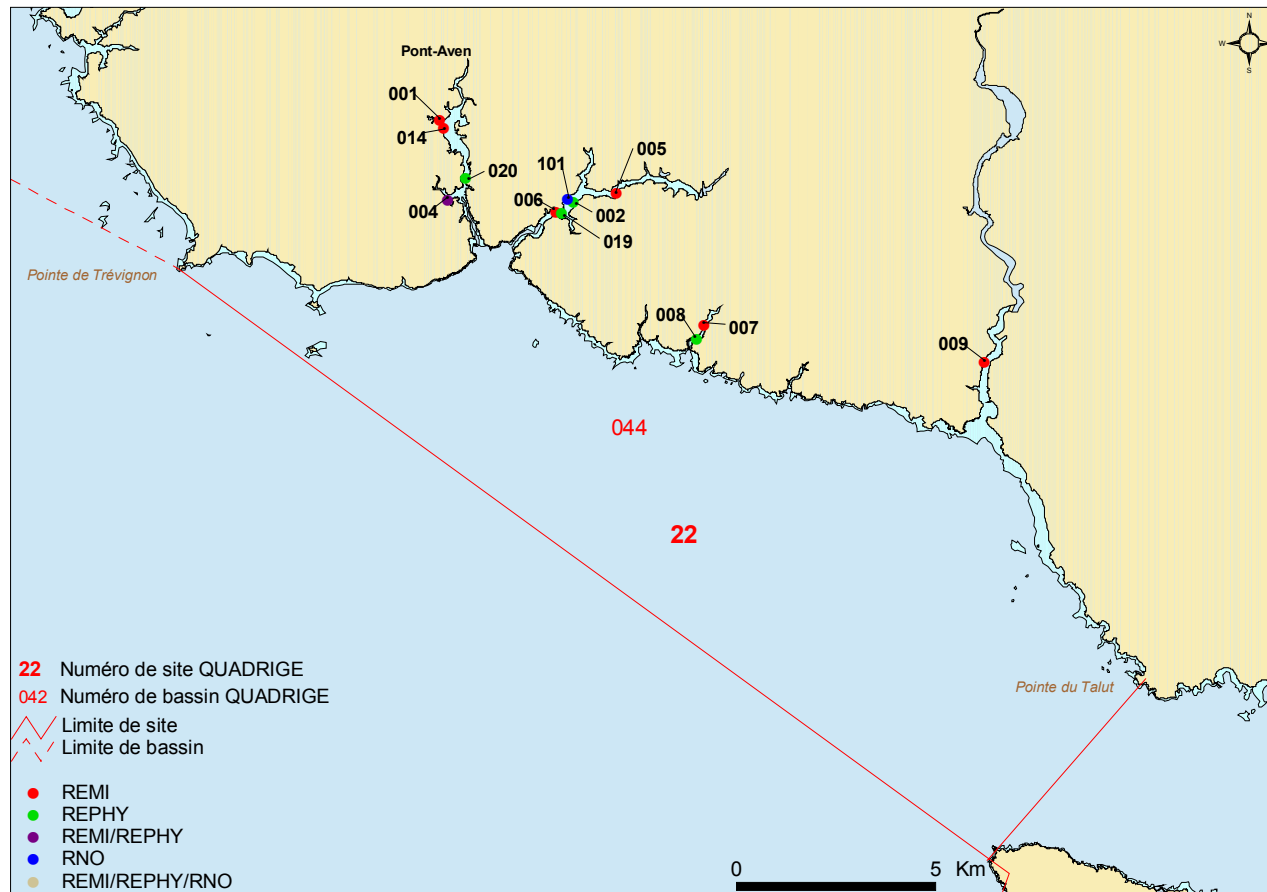 N
W
S
Pont-Aven
001
014
020
101
005
006
004
002
019
Pointe de Trévignon
008
007
009
044
22
22 Numéro de site QUADRIGE
042 Numéro de bassin QUADRIGE
Limite de site
Limite de bassin
Pointe du Talut
REMI
REPHY
REMI/REPHY
RNO
REMI/REPHY/RNO
0 5 Km